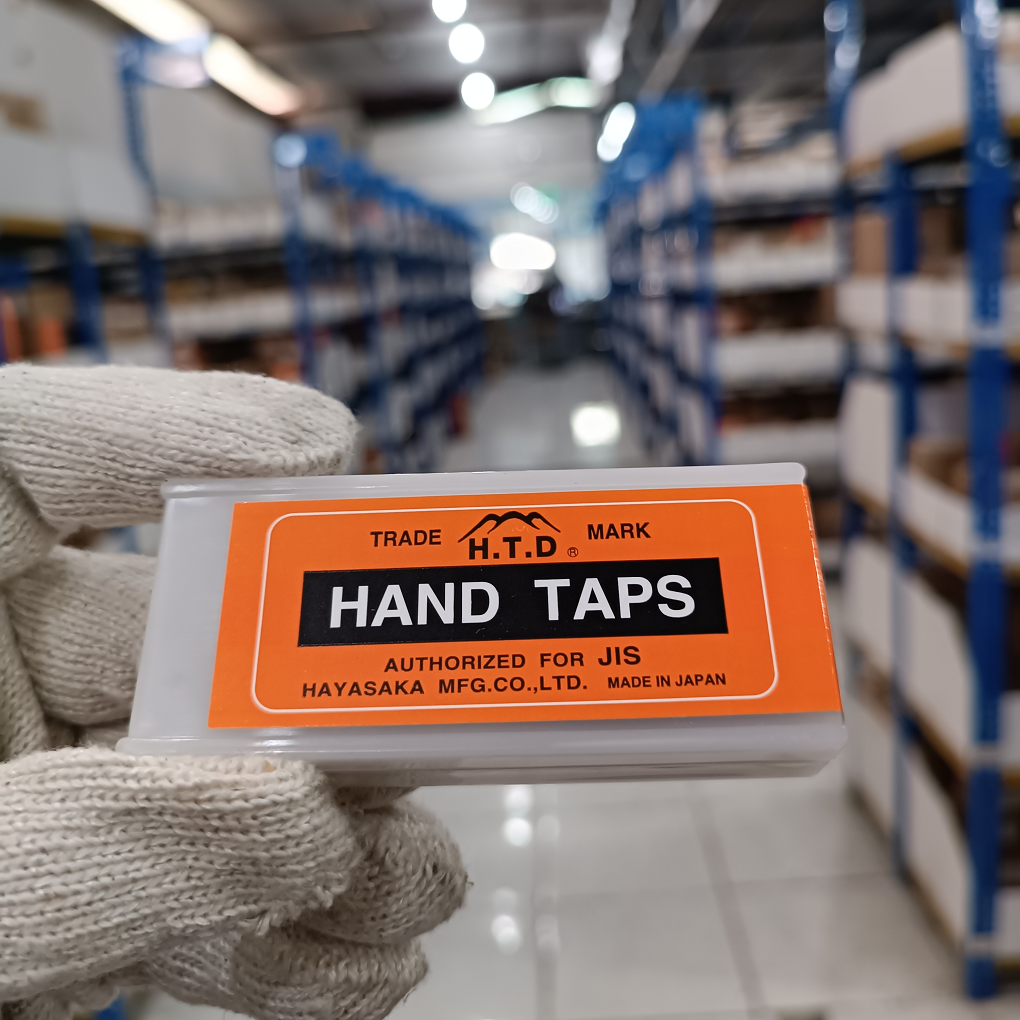 TRADE H.T.D ® MARK
HAND TAPS
AUTHORIZED FOR JIS
HAYASAKA MFG.CO.,LTD. MADE IN JAPAN